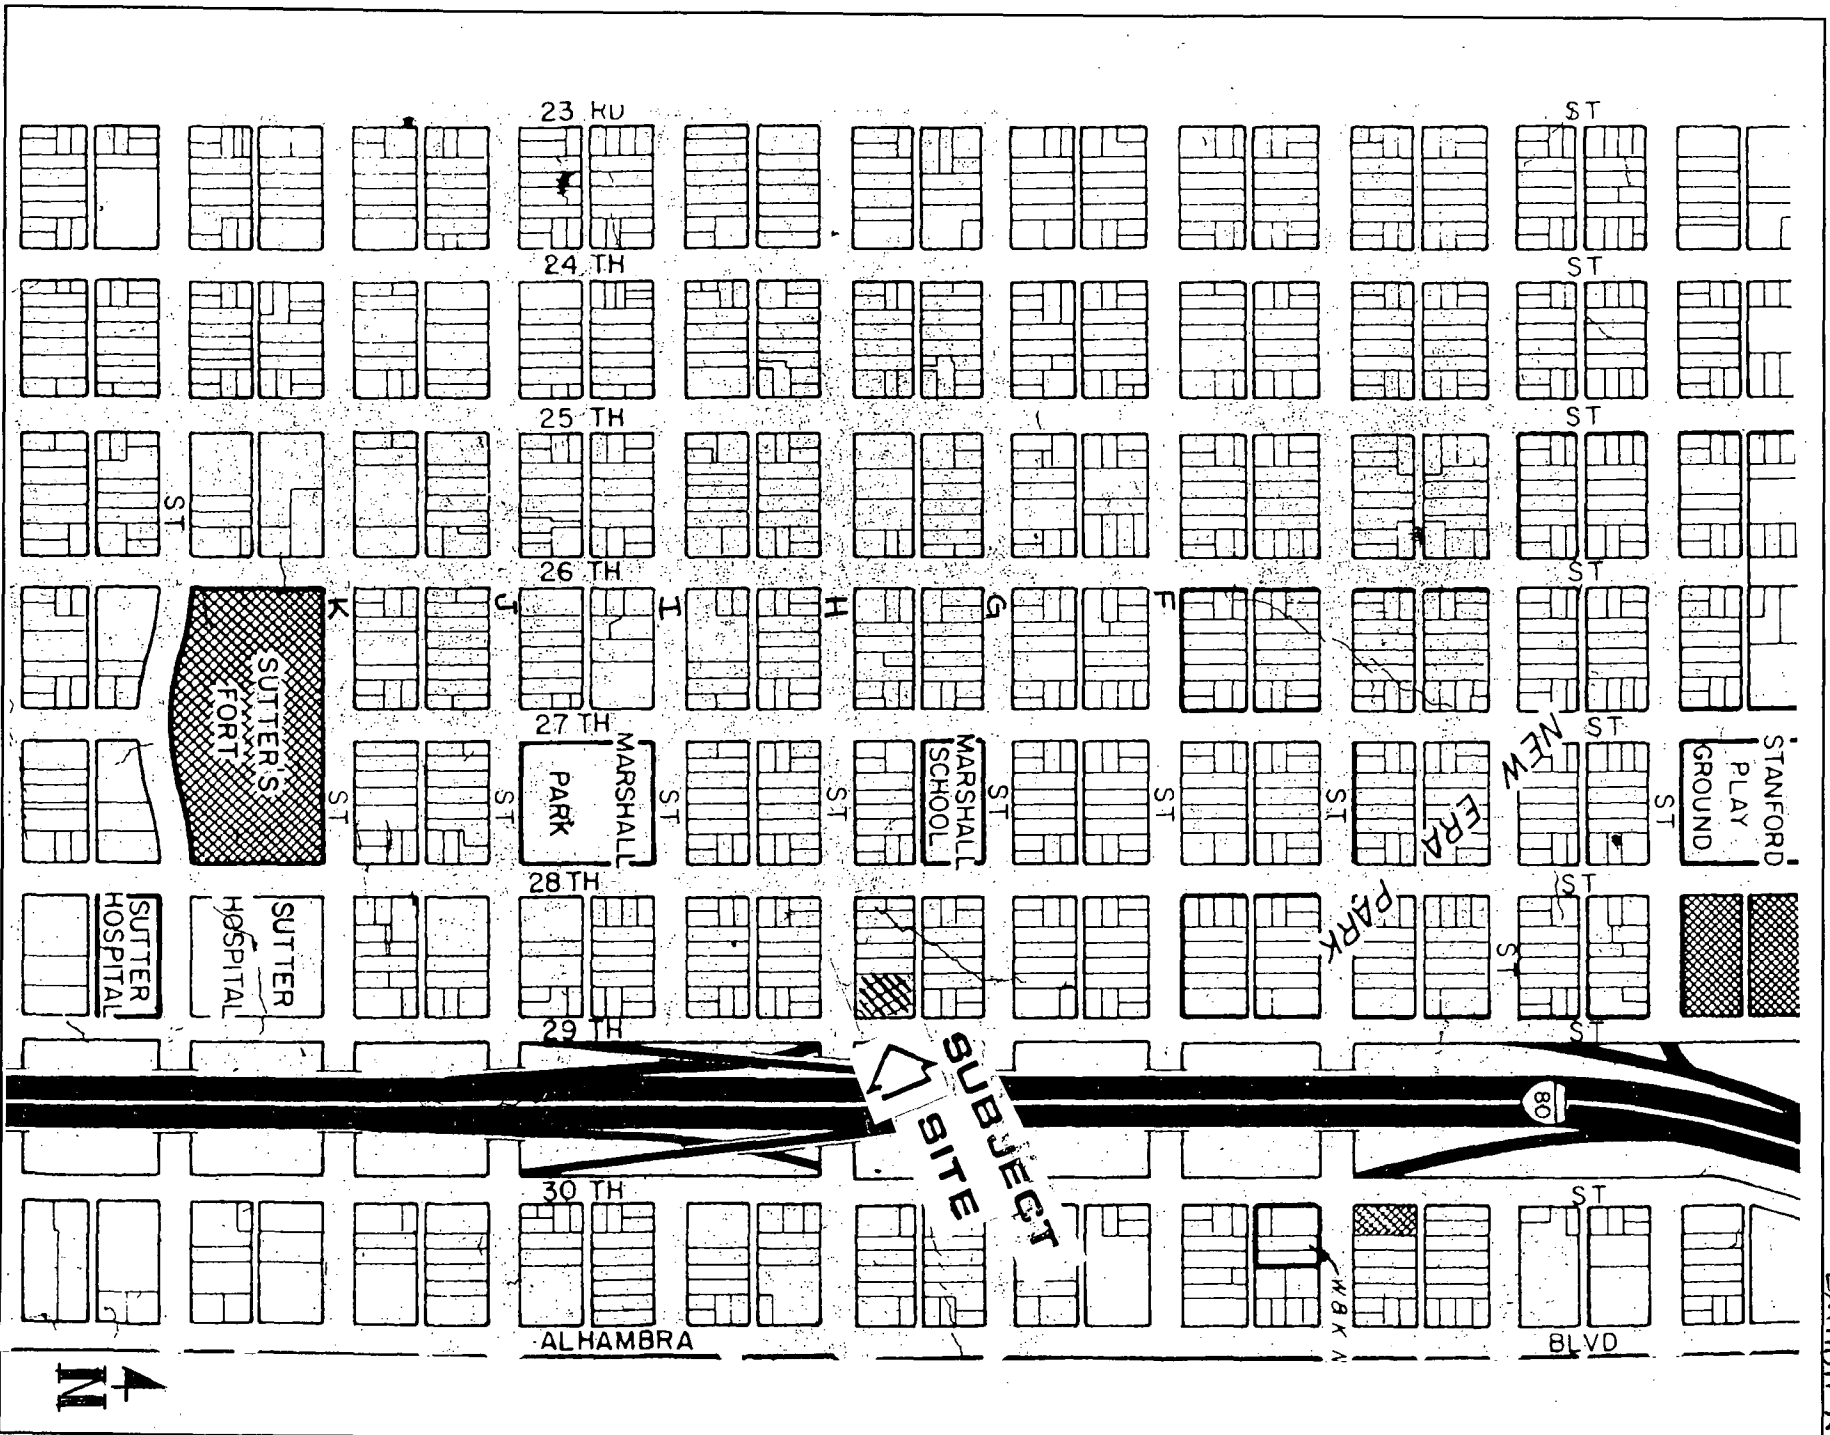 23 RD ST
24 TH ST
25 TH ST
ST
26 TH ST
K J I H G F
SUTTER'S
FORT
27 TH ST
NEW
ERA
PARK
MARSHALL
PARK
MARSHALL
SCHOOL
STANFORD
PLAY
GROUND
ST ST ST ST ST ST ST ST
28 TH ST
SUTTER
HOSPITAL
SUTTER
HOSPITAL
ST
29 TH ST
80
SUBJECT
SITE
30 TH ST
ALHAMBRA BLVD
N